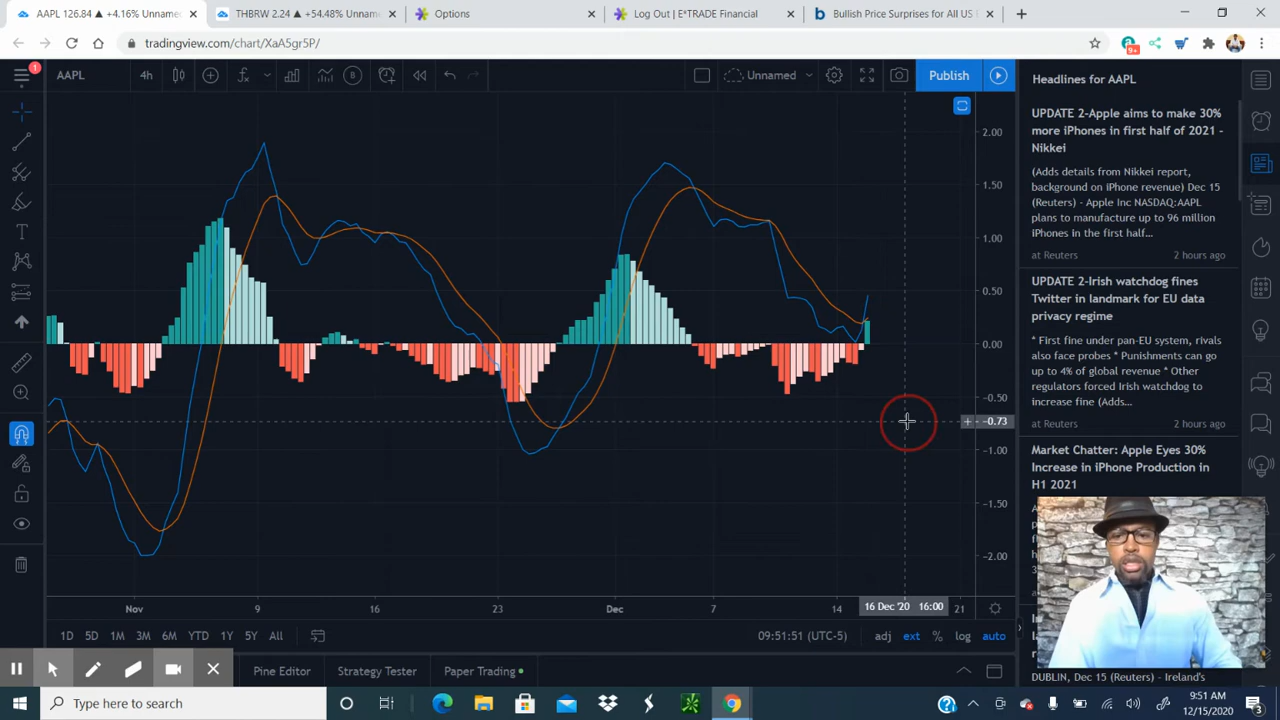 AAPL 126.84 ▲ +4.16% Unnamed
THBRW 2.24 ▲ +54.48% Unname
Options
Log Out | E*TRADE Financial
Bullish Price Surprises for All US E
tradingview.com/chart/XaA5gr5P/
9+
1
AAPL
4h
B
Unnamed
Publish
Headlines for AAPL
UPDATE 2-Apple aims to make 30%
more iPhones in first half of 2021 -
Nikkei
(Adds details from Nikkei report,
background on iPhone revenue) Dec 15
(Reuters) - Apple Inc NASDAQ:AAPL
plans to manufacture up to 96 million
iPhones in the first half...
at Reuters
2 hours ago
UPDATE 2-Irish watchdog fines
Twitter in landmark for EU data
privacy regime
* First fine under pan-EU system, rivals
also face probes * Punishments can go
up to 4% of global revenue * Other
regulators forced Irish watchdog to
increase fine (Adds...
at Reuters
2 hours ago
Market Chatter: Apple Eyes 30%
Increase in iPhone Production in
H1 2021
DUBLIN, Dec 15 (Reuters) - Ireland's
2.00
1.50
1.00
0.50
0.00
−0.50
−0.73
−1.00
−1.50
−2.00
Nov
9
16
23
Dec
7
14
16 Dec '20 16:00
21
1D 5D 1M 3M 6M YTD 1Y 5Y All
09:51:51 (UTC-5)
adj ext % log auto
Pine Editor
Strategy Tester
Paper Trading
Type here to search
9:51 AM
12/15/2020
3